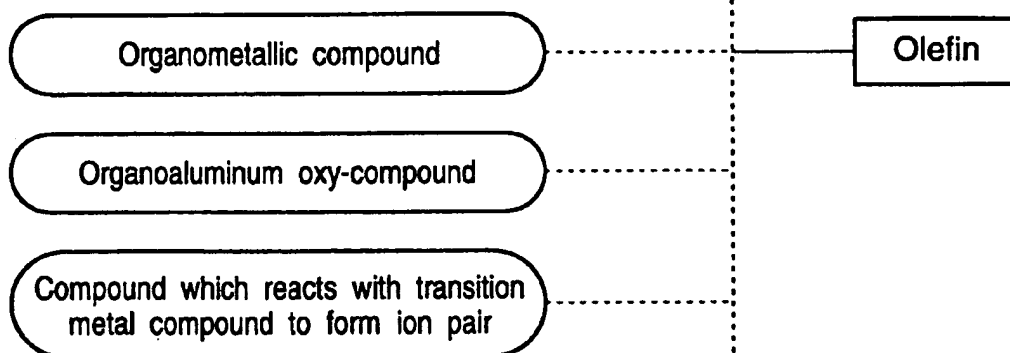 Organometallic compound
Olefin
Organoaluminum oxy-compound
Compound which reacts with transition
metal compound to form ion pair